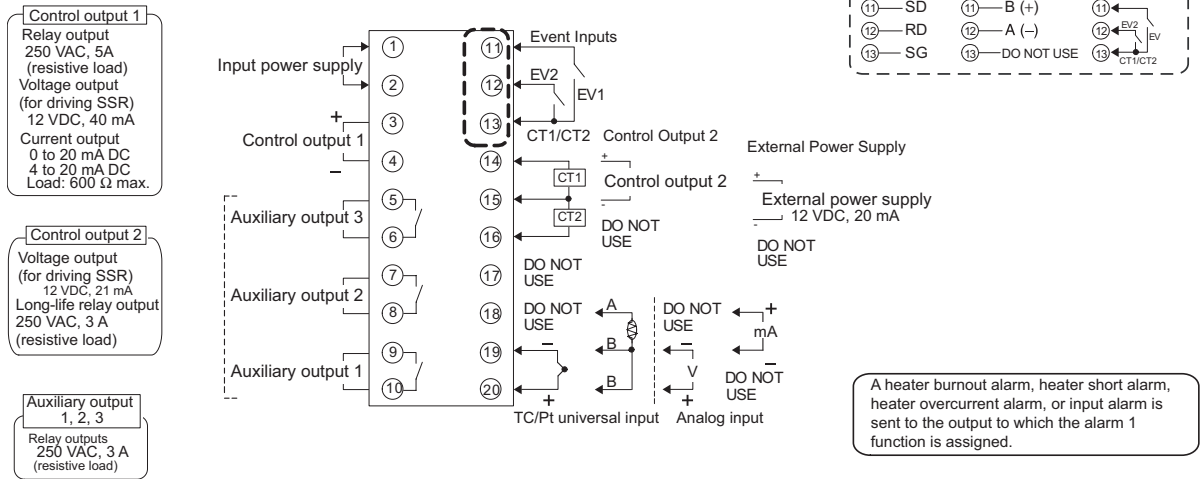 Control output 1
Relay output
250 VAC, 5A
(resistive load)
Voltage output
(for driving SSR)
12 VDC, 40 mA
Current output
0 to 20 mA DC
4 to 20 mA DC
Load: 600 Ω max.
Control output 2
Voltage output
(for driving SSR)
12 VDC, 21 mA
Long-life relay output
250 VAC, 3 A
(resistive load)
Auxiliary output
1, 2, 3
Relay outputs
250 VAC, 3 A
(resistive load)
Input power supply
+
Control output 1
−
Auxiliary output 3
Auxiliary output 2
Auxiliary output 1
1
2
3
4
5
6
7
8
9
10
11
12
13
14
15
16
17
18
19
20
Event Inputs
EV2
EV1
CT1/CT2
CT1
CT2
DO NOT
USE
DO NOT
USE
−
+
Control Output 2
+
Control output 2
-
DO NOT
USE
External Power Supply
+
External power supply
12 VDC, 20 mA
-
DO NOT
USE
A
B
B
TC/Pt universal input
DO NOT
USE
−
V
+
+
mA
−
DO NOT
USE
Analog input
11 SD
12 RD
13 SG
11 B (+)
12 A (−)
13 DO NOT USE
11
12 EV2
EV
13 CT1/CT2
A heater burnout alarm, heater short alarm,
heater overcurrent alarm, or input alarm is
sent to the output to which the alarm 1
function is assigned.